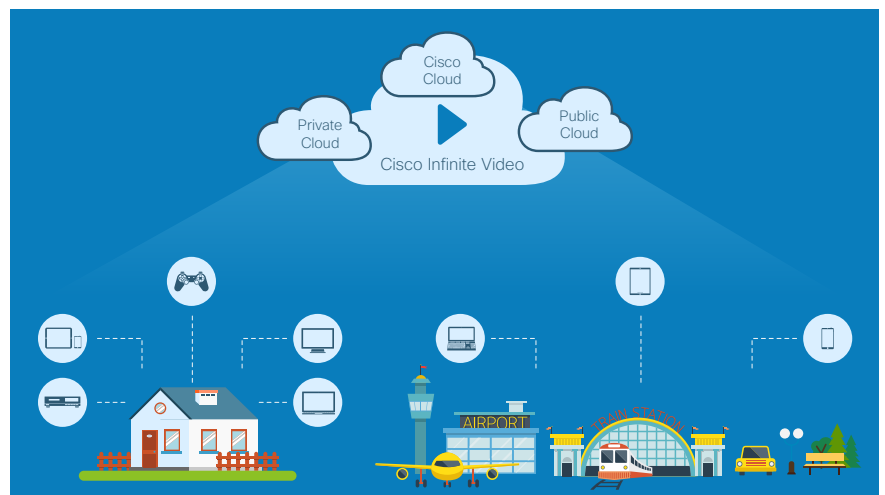 Cisco
Cloud
Private
Cloud
Public
Cloud
Cisco Infinite Video
AIRPORT
TRAIN STATION